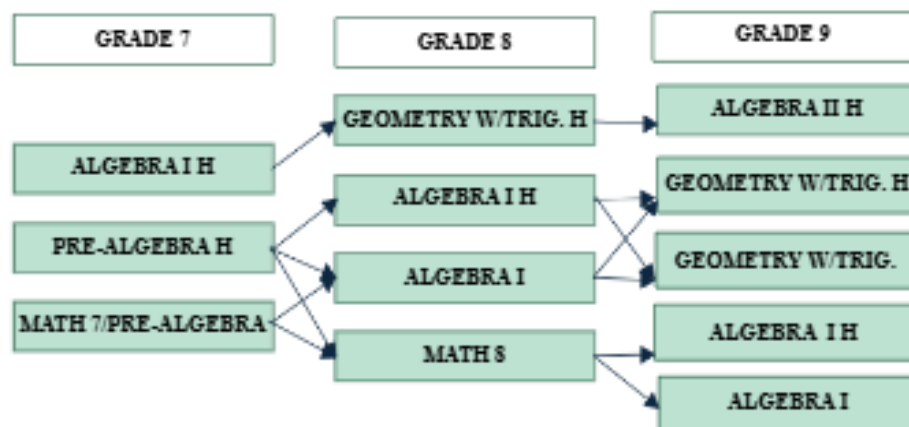 GRADE 7
GRADE 8
GRADE 9
GEOMETRY W/TRIG. H
ALGEBRA II H
ALGEBRA I H
ALGEBRA I H
GEOMETRY W/TRIG. H
PRE-ALGEBRA H
ALGEBRA I
GEOMETRY W/TRIG.
MATH 7/PRE-ALGEBRA
MATH 8
ALGEBRA I H
ALGEBRA I